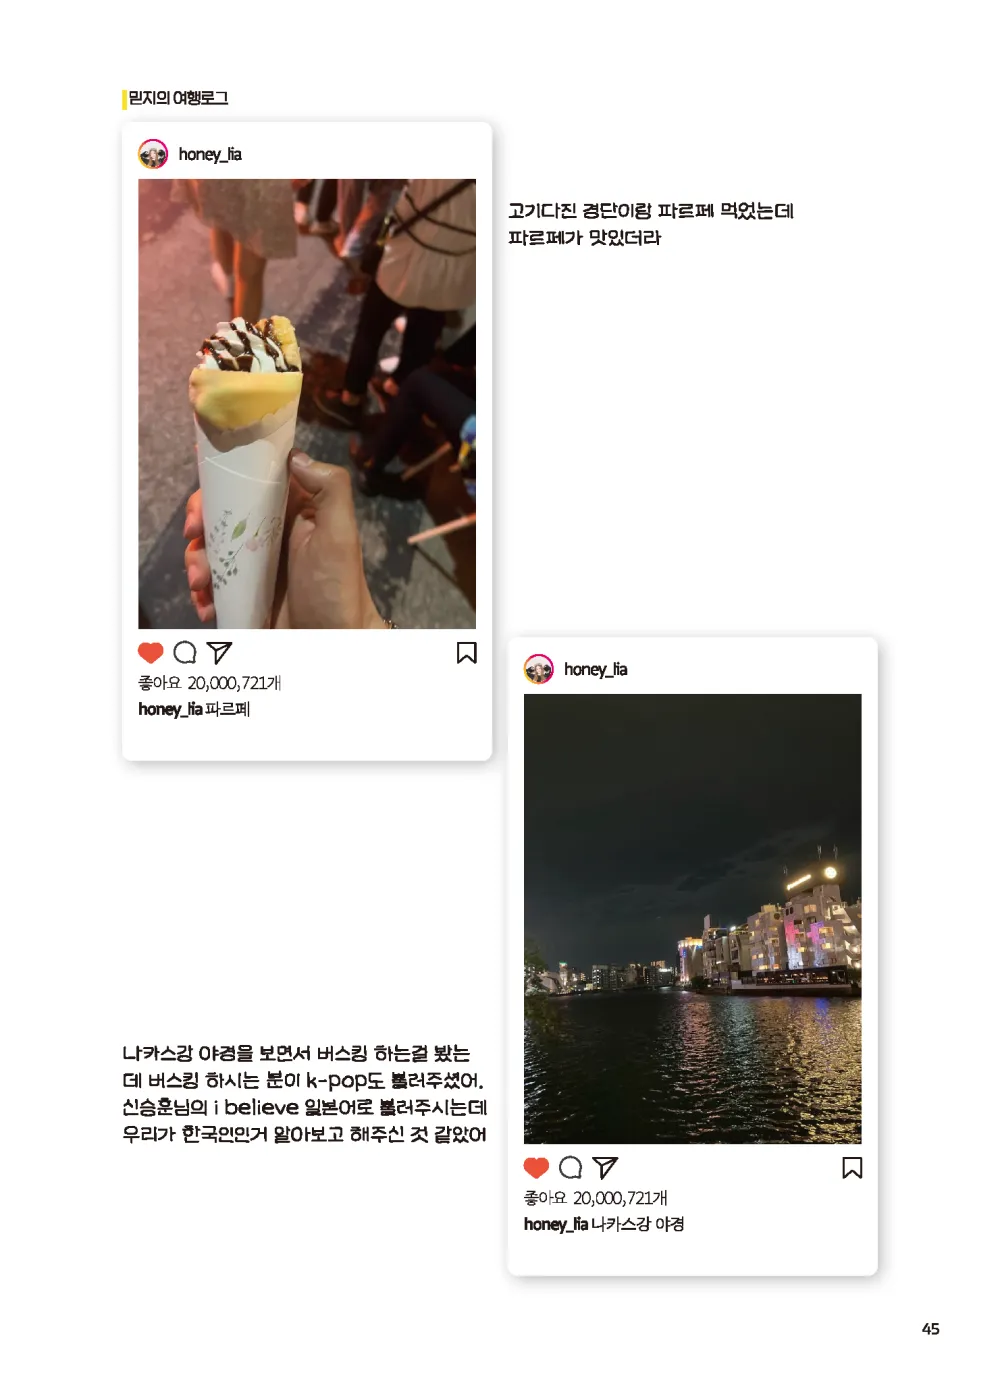 믿지의 여행로그
honey_lia
고기다진 경단이랑 파르페 먹었는데
파르페가 맛있더라
좋아요 20,000,721개
honey_lia 파르페
honey_lia
나카스강 야경을 보면서 버스킹 하는걸 봤는
데 버스킹 하시는 분이 k-pop도 불러주셨어.
신승훈님의 i believe 일본어로 불러주시는데
우리가 한국인인거 알아보고 해주신 것 같았어
좋아요 20,000,721개
honey_lia 나카스강 야경
45